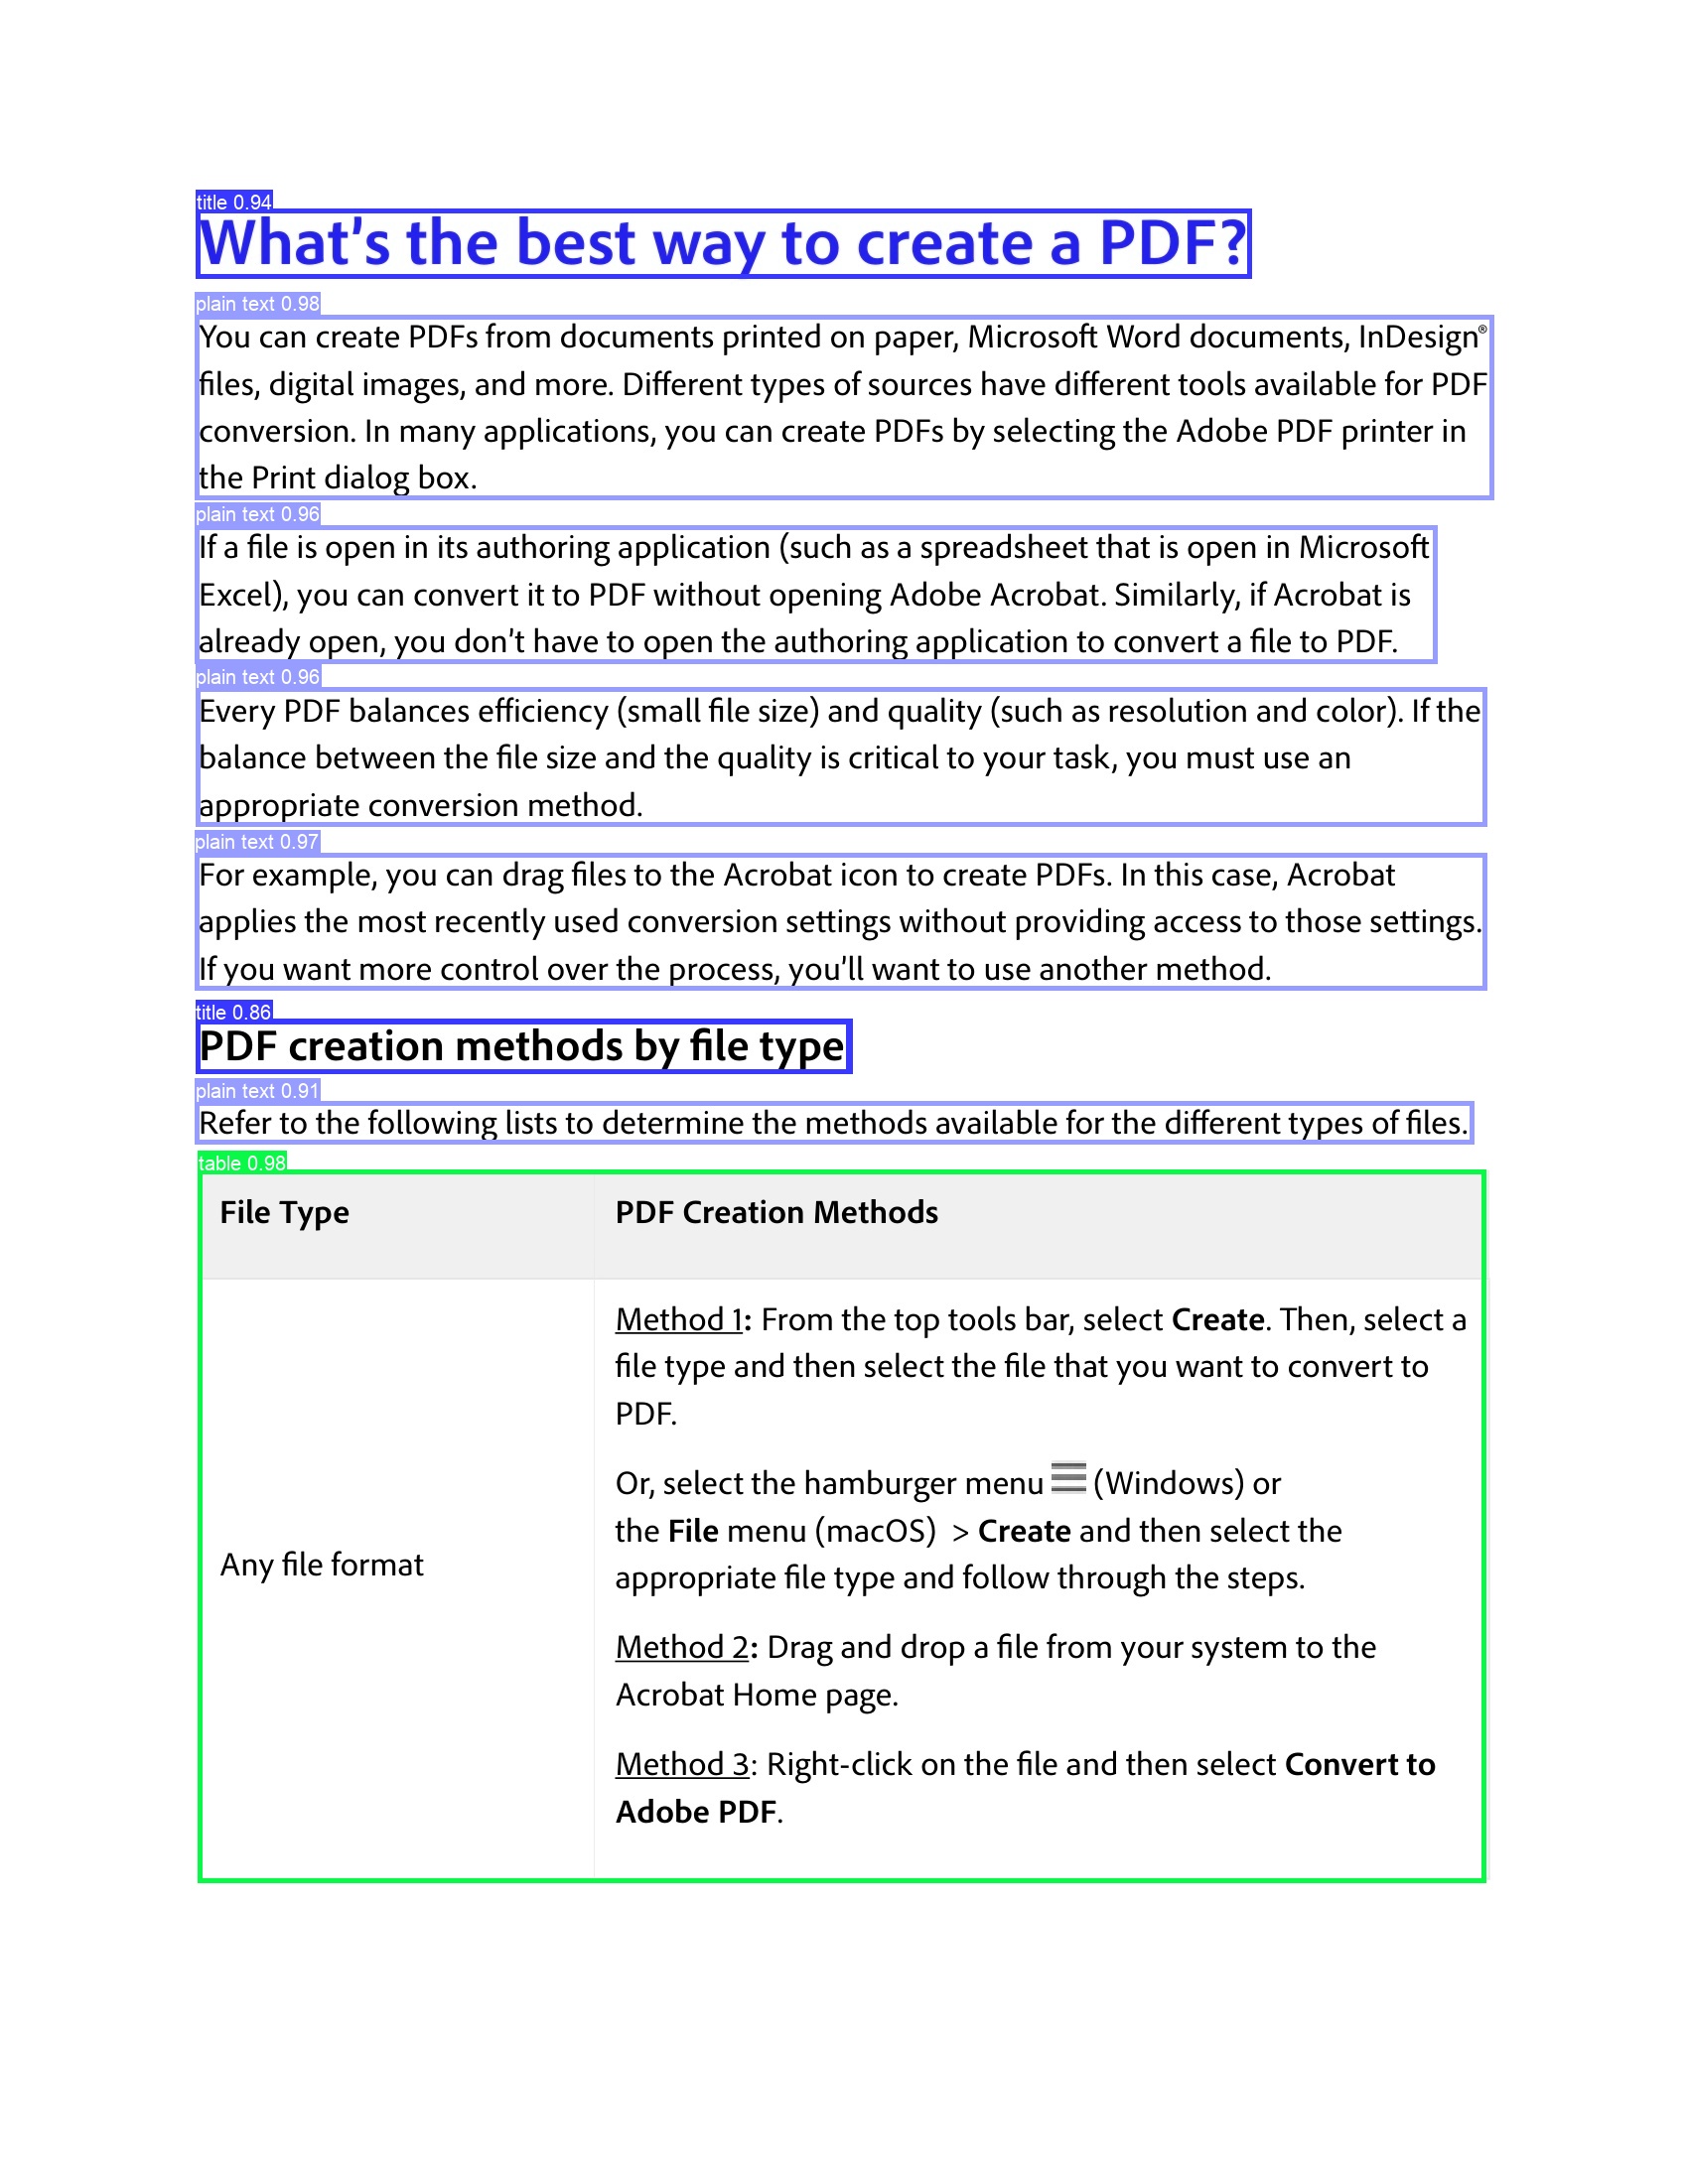 title 0.94
What's the best way to create a PDF?
plain text 0.98
You can create PDFs from documents printed on paper, Microsoft Word documents, InDesign®
files, digital images, and more. Different types of sources have different tools available for PDF
conversion. In many applications, you can create PDFs by selecting the Adobe PDF printer in
the Print dialog box.
plain text 0.96
If a file is open in its authoring application (such as a spreadsheet that is open in Microsoft
Excel), you can convert it to PDF without opening Adobe Acrobat. Similarly, if Acrobat is
already open, you don't have to open the authoring application to convert a file to PDF.
plain text 0.96
Every PDF balances efficiency (small file size) and quality (such as resolution and color). If the
balance between the file size and the quality is critical to your task, you must use an
appropriate conversion method.
plain text 0.97
For example, you can drag files to the Acrobat icon to create PDFs. In this case, Acrobat
applies the most recently used conversion settings without providing access to those settings.
If you want more control over the process, you'll want to use another method.
title 0.86
PDF creation methods by file type
plain text 0.91
Refer to the following lists to determine the methods available for the different types of files.
table 0.98
File Type
PDF Creation Methods
Any file format
Method 1: From the top tools bar, select Create. Then, select a
file type and then select the file that you want to convert to
PDF.
Or, select the hamburger menu (Windows) or
the File menu (macOS) > Create and then select the
appropriate file type and follow through the steps.
Method 2: Drag and drop a file from your system to the
Acrobat Home page.
Method 3: Right-click on the file and then select Convert to
Adobe PDF.